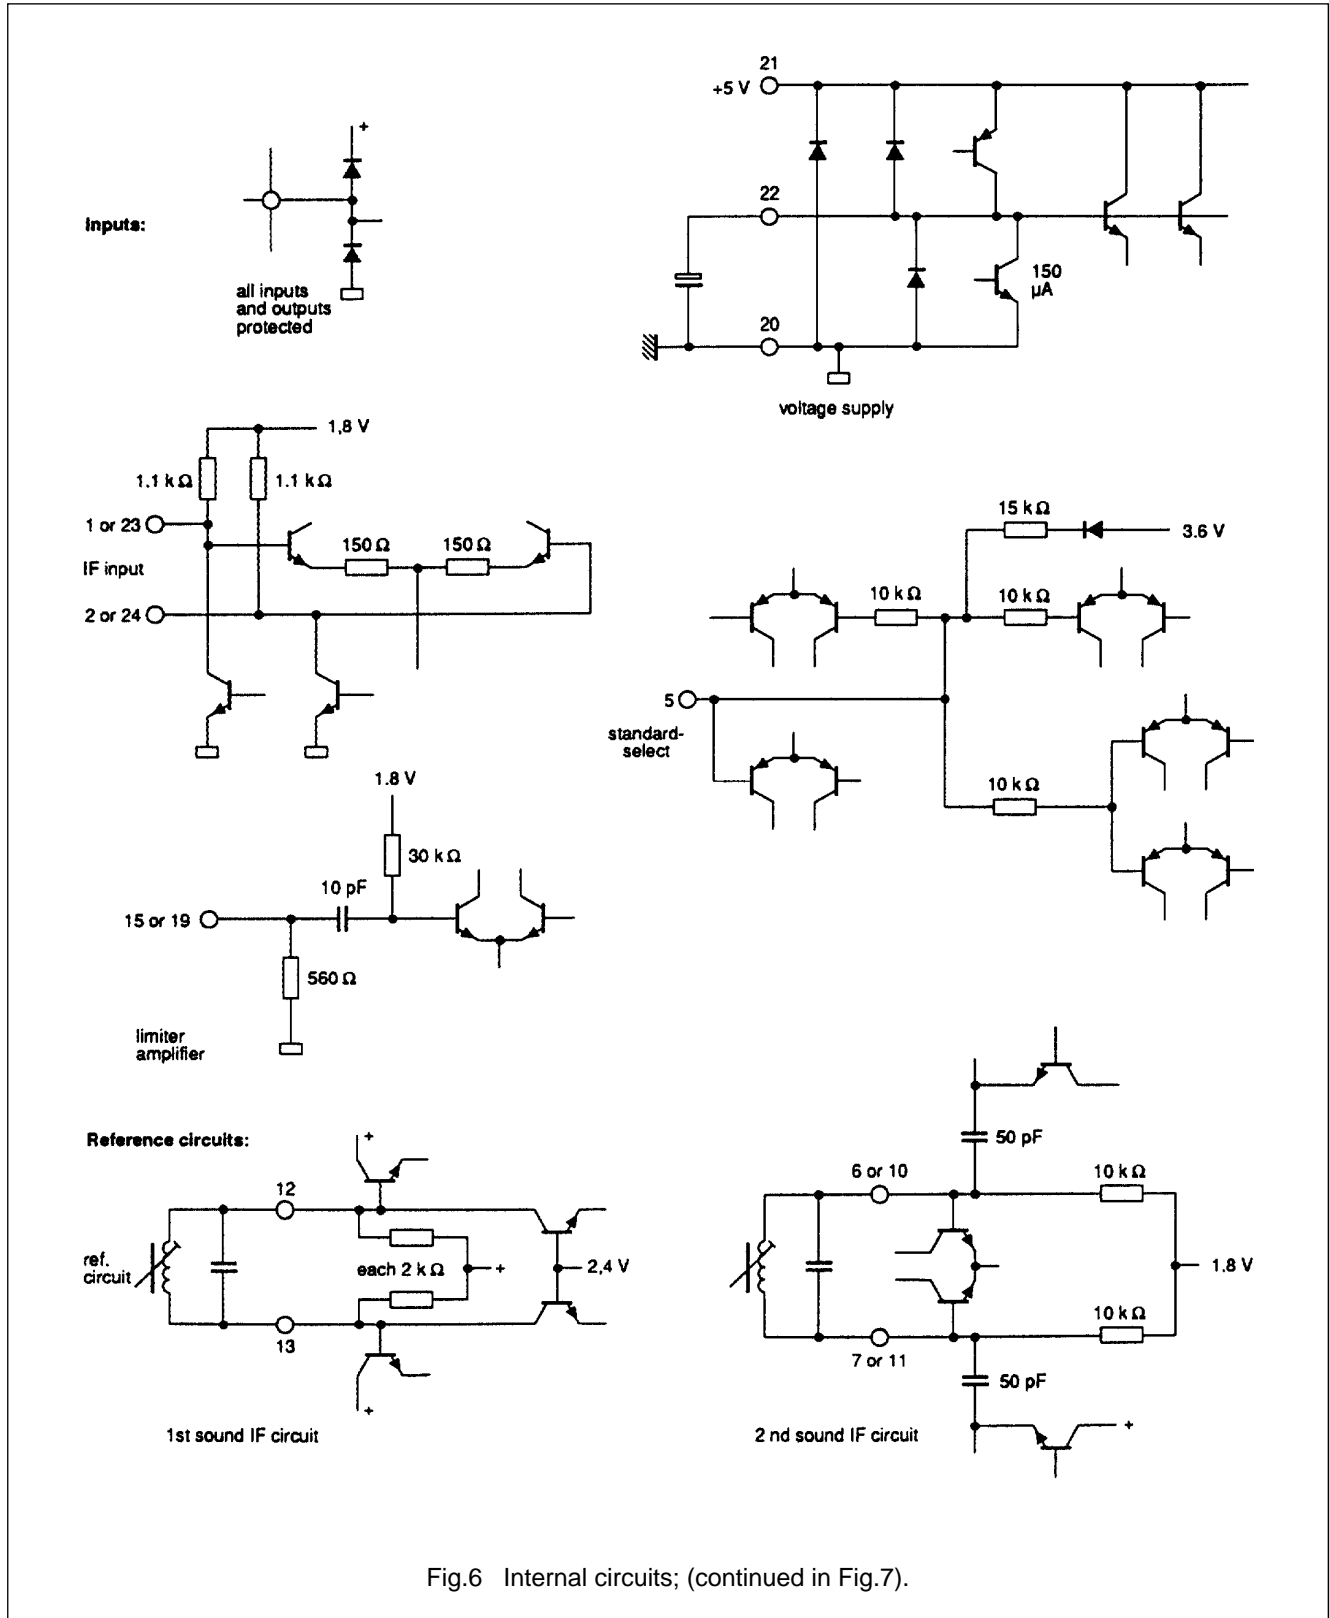 Inputs:
+
all inputs
and outputs
protected
21
+5 V
22
150
µA
20
voltage supply
1,8 V
1.1 kΩ
1.1 kΩ
1 or 23
150 Ω
150 Ω
IF input
2 or 24
15 kΩ
3.6 V
10 kΩ
10 kΩ
5
standard-
select
10 kΩ
1.8 V
30 kΩ
10 pF
15 or 19
560 Ω
limiter
amplifier
Reference circuits:
+
12
ref.
circuit
each 2 kΩ
+
2,4 V
13
+
1st sound IF circuit
50 pF
6 or 10
10 kΩ
1.8 V
10 kΩ
7 or 11
50 pF
+
2 nd sound IF circuit
Fig.6 Internal circuits; (continued in Fig.7).